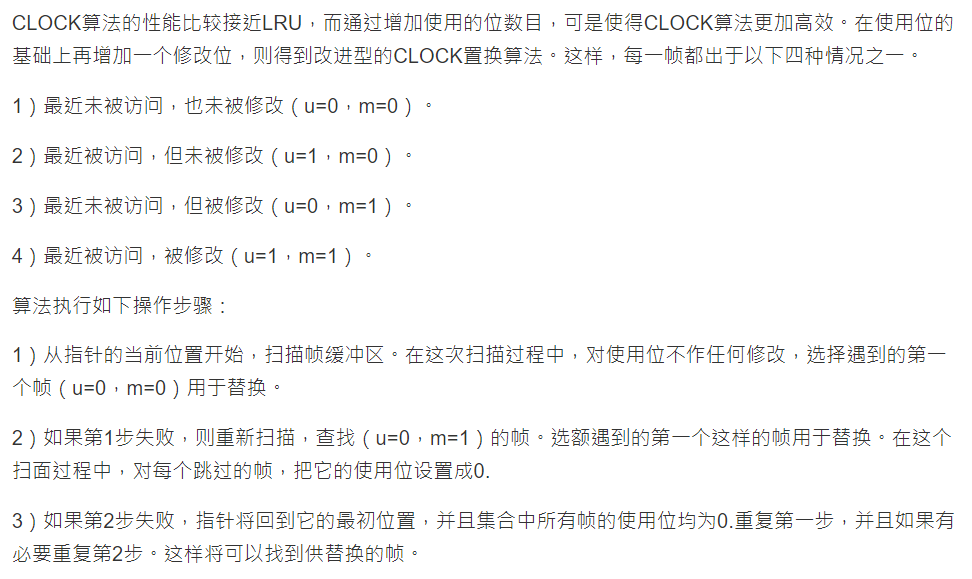 CLOCK算法的性能比较接近LRU，而通过增加使用的位数目，可是使得CLOCK算法更加高效。在使用位的
基础上再增加一个修改位，则得到改进型的CLOCK置换算法。这样，每一帧都出于以下四种情况之一。
1）最近未被访问，也未被修改（u=0，m=0）。
2）最近被访问，但未被修改（u=1，m=0）。
3）最近未被访问，但被修改（u=0，m=1）。
4）最近被访问，被修改（u=1，m=1）。
算法执行如下操作步骤：
1）从指针的当前位置开始，扫描帧缓冲区。在这次扫描过程中，对使用位不作任何修改，选择遇到的第一
个帧（u=0，m=0）用于替换。
2）如果第1步失败，则重新扫描，查找（u=0，m=1）的帧。选额遇到的第一个这样的帧用于替换。在这个
扫面过程中，对每个跳过的帧，把它的使用位设置成0.
3）如果第2步失败，指针将回到它的最初位置，并且集合中所有帧的使用位均为0.重复第一步，并且如果有
必要重复第2步。这样将可以找到供替换的帧。